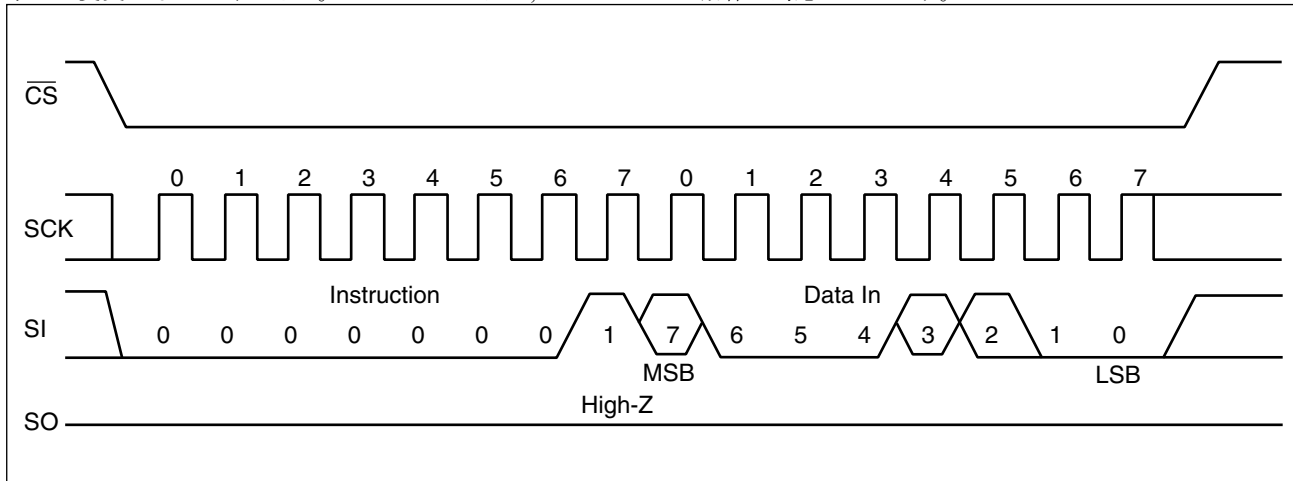 CS
0 1 2 3 4 5 6 7 0 1 2 3 4 5 6 7
SCK
Instruction Data In
SI 0 0 0 0 0 0 0 1 7 6 5 4 3 2 1 0
MSB LSB
High-Z
SO